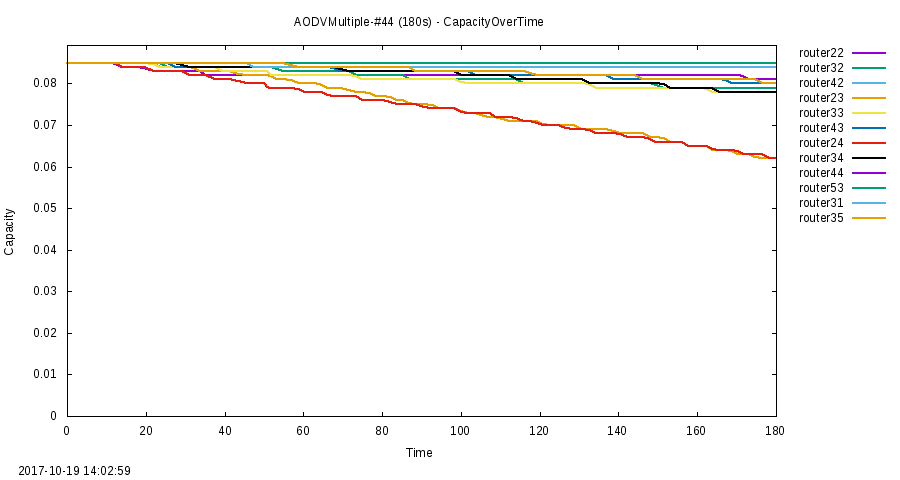 AODVMultiple-#44 (180s) - CapacityOverTime
router22
router32
router42
router23
router33
router43
router24
router34
router44
router53
router31
router35
0.08
0.07
0.06
0.05
0.04
0.03
0.02
0.01
0
Capacity
0 20 40 60 80 100 120 140 160 180
Time
2017-10-19 14:02:59